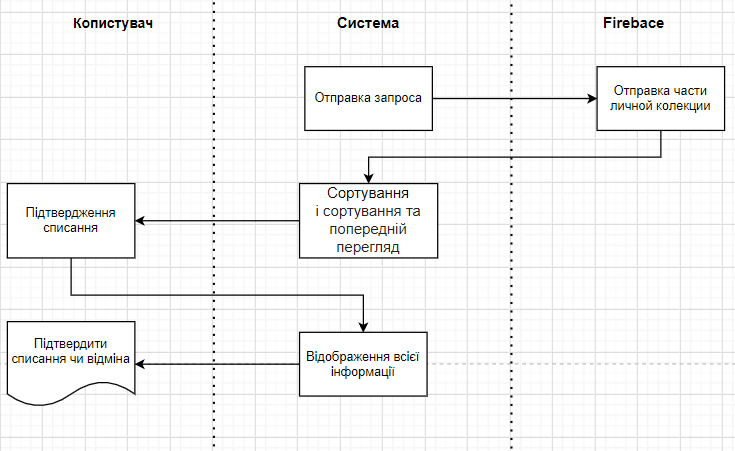 Копистувач
Система
Firebace
Отправка запроса
Отправка части
личной колекции
Сортування
і сортування та
попередній
перегляд
Підтвердження
списання
Підтвердити
списання чи відміна
Відображення всієї
інформації